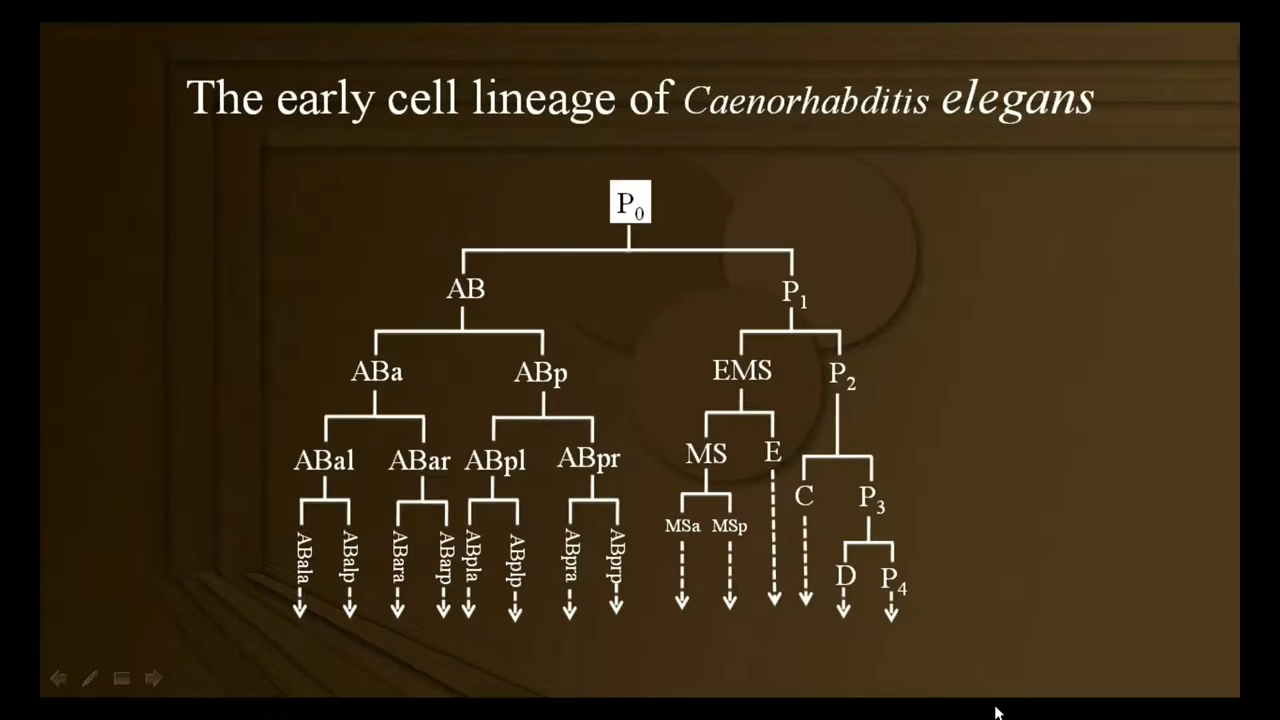 The early cell lineage of Caenorhabditis elegans
P0
AB P1
ABa ABp EMS P2
ABal ABar ABpl ABpr MS E
C P3
MSa MSp
ABala ABalp ABara ABarp ABpla ABplp ABpra ABprp
D P4